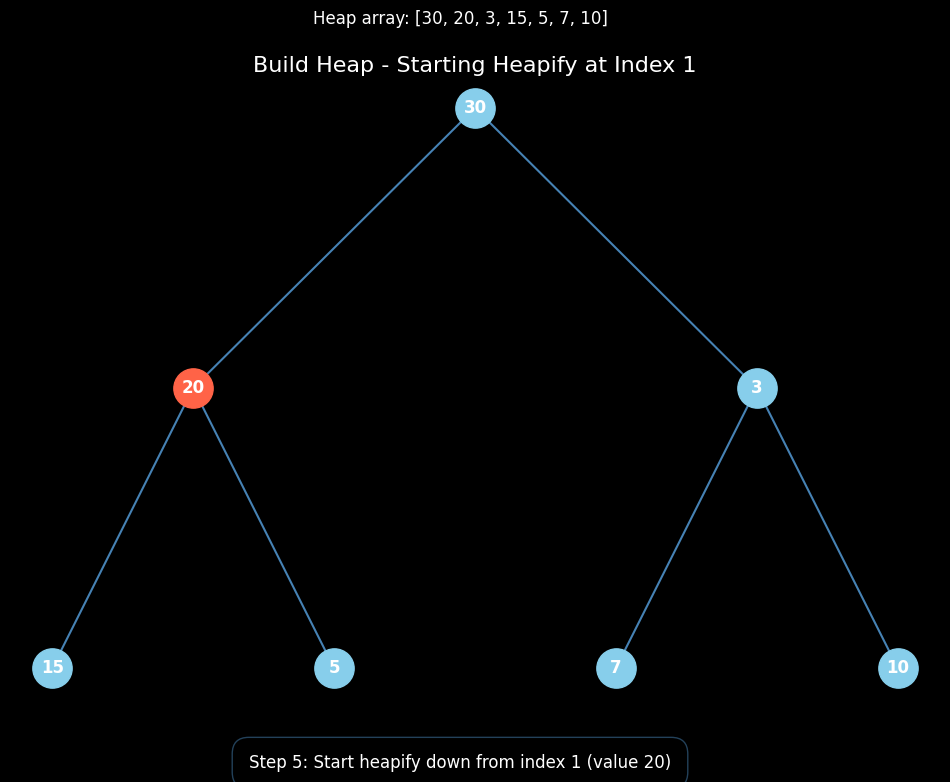 Heap array: [30, 20, 3, 15, 5, 7, 10]
Build Heap - Starting Heapify at Index 1
30
20
3
15
5
7
10
Step 5: Start heapify down from index 1 (value 20)